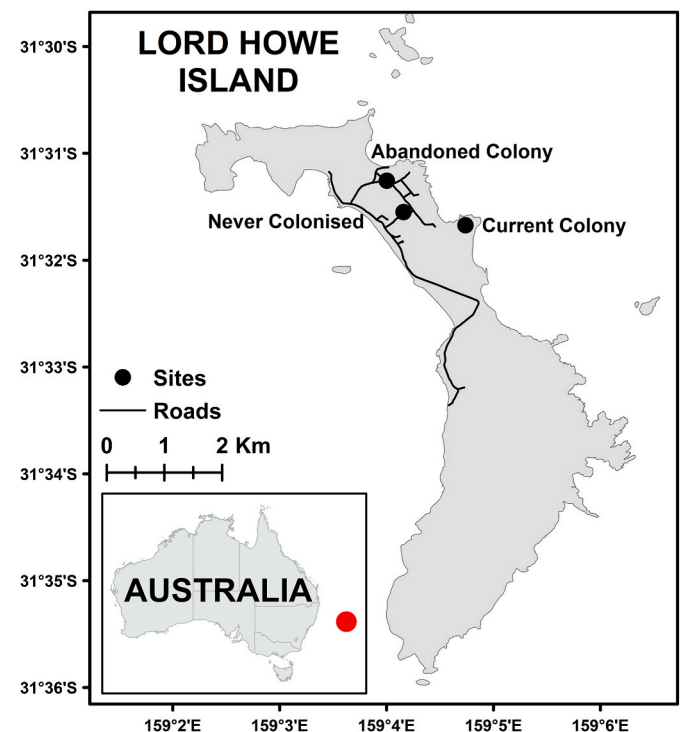 LORD HOWE
ISLAND
31°30'S
31°31'S
31°32'S
31°33'S
31°34'S
31°35'S
31°36'S
Abandoned Colony
Never Colonised
Current Colony
Sites
Roads
0 1 2 Km
AUSTRALIA
159°2'E 159°3'E 159°4'E 159°5'E 159°6'E